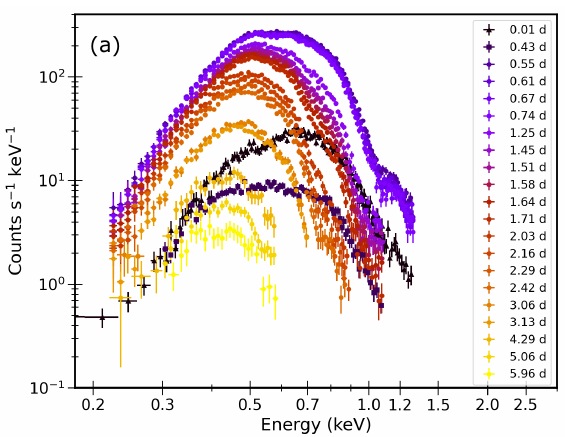 (a)
10²
10¹
10⁰
10⁻¹
Counts s⁻¹ keV⁻¹
0.2 0.3 0.5 0.7 1.0 1.2 1.5 2.0 2.5
Energy (keV)
0.01 d
0.43 d
0.55 d
0.61 d
0.67 d
0.74 d
1.25 d
1.45 d
1.51 d
1.58 d
1.64 d
1.71 d
2.03 d
2.16 d
2.29 d
2.42 d
3.06 d
3.13 d
4.29 d
5.06 d
5.96 d